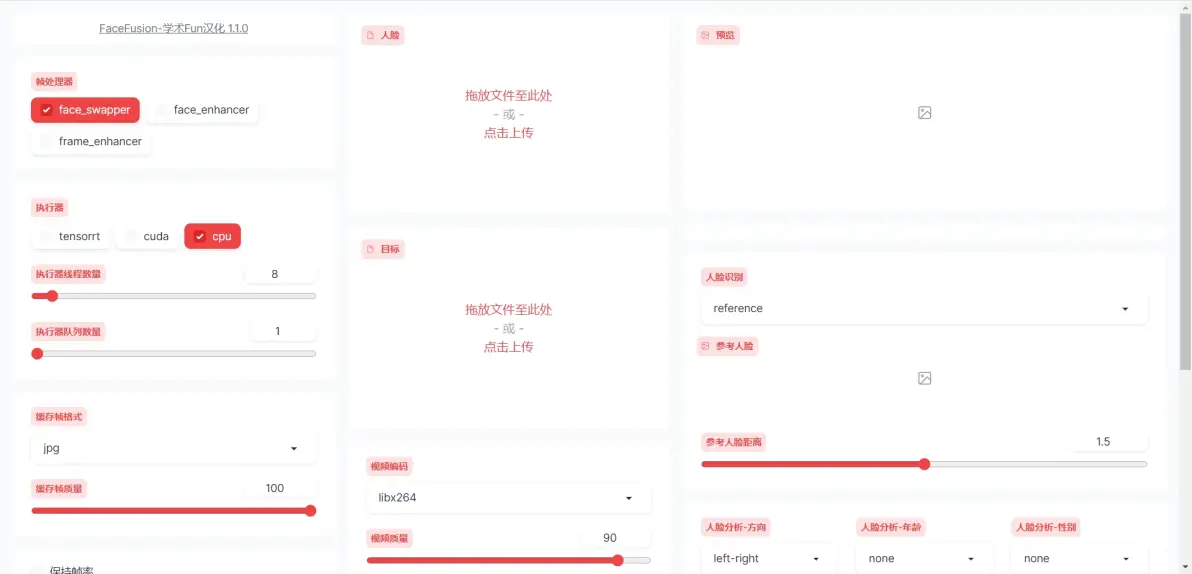 FaceFusion-学术Fun汉化 1.1.0
帧处理器
face_swapper
face_enhancer
frame_enhancer
执行器
tensorrt
cuda
cpu
执行器线程数量
8
执行器队列数量
1
缓存帧格式
jpg
缓存帧质量
100
保持帧率
人脸
拖放文件至此处
- 或 -
点击上传
目标
拖放文件至此处
- 或 -
点击上传
视频编码
libx264
视频质量
90
预览
人脸识别
reference
参考人脸
参考人脸距离
1.5
人脸分析-方向
left-right
人脸分析-年龄
none
人脸分析-性别
none